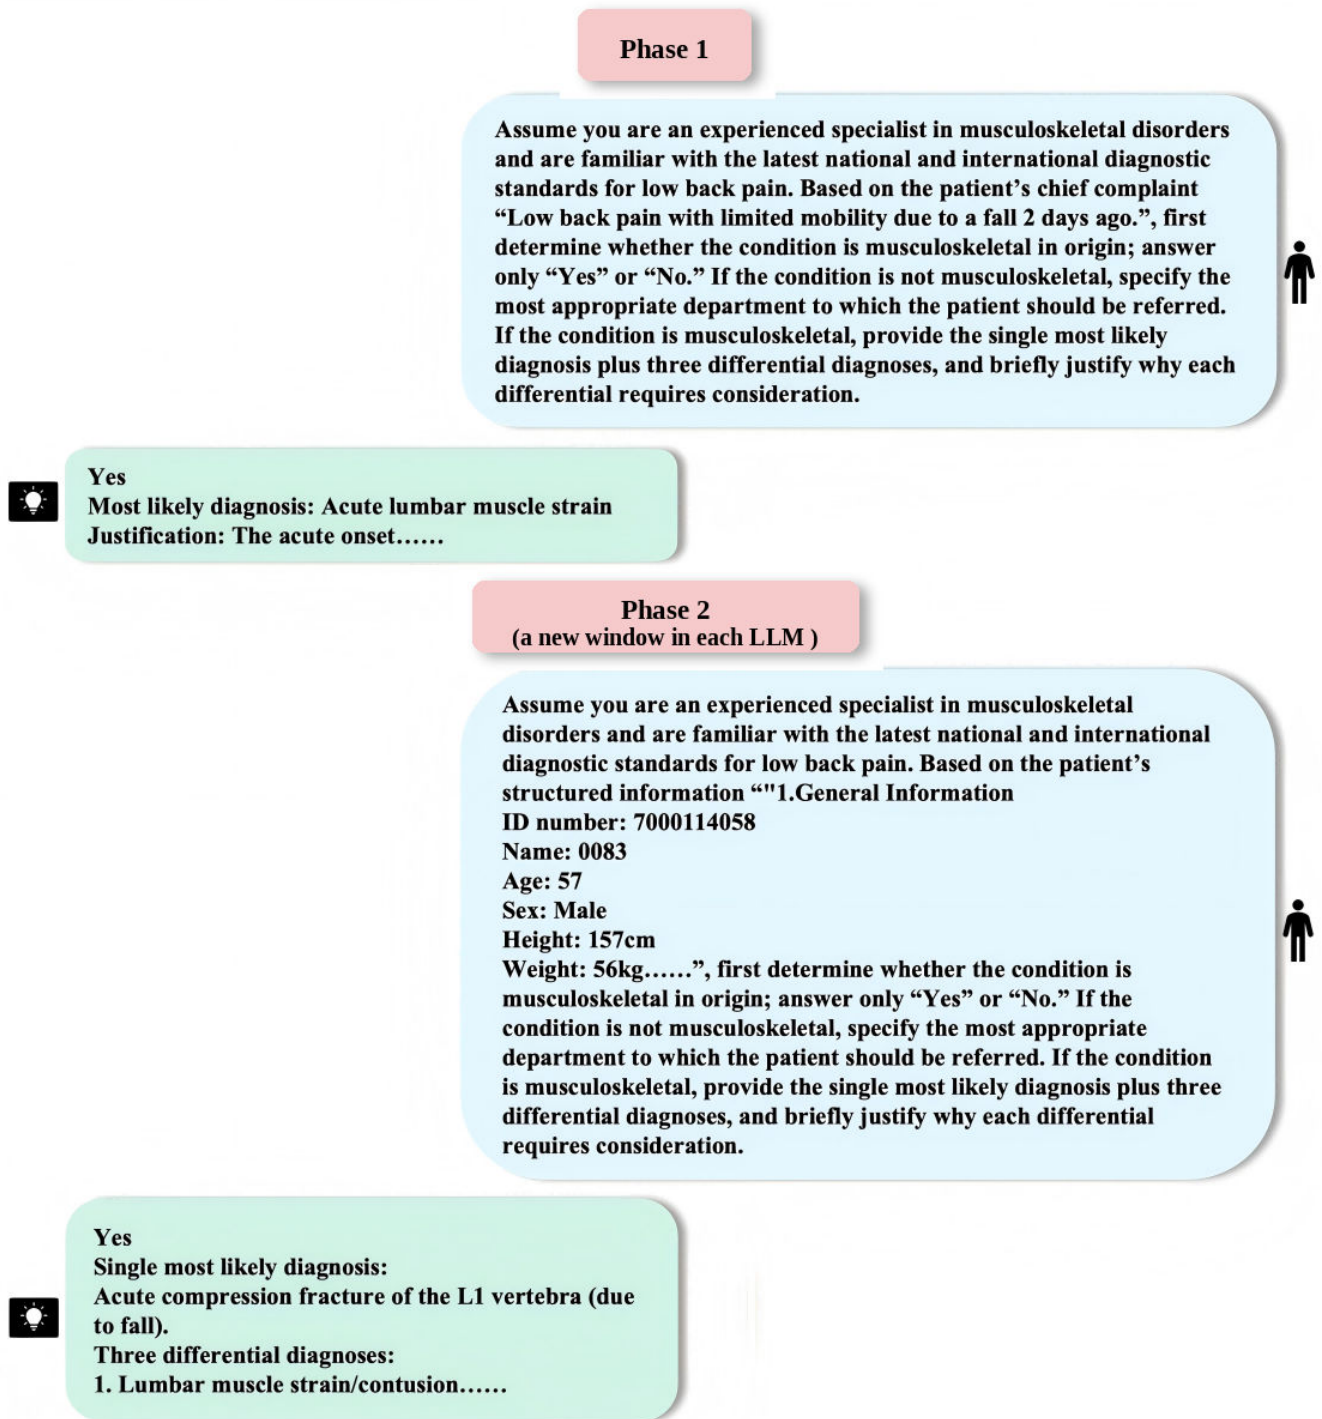 Phase 1
Assume you are an experienced specialist in musculoskeletal disorders
and are familiar with the latest national and international diagnostic
standards for low back pain. Based on the patient’s chief complaint
“Low back pain with limited mobility due to a fall 2 days ago.”, first
determine whether the condition is musculoskeletal in origin; answer
only “Yes” or “No.” If the condition is not musculoskeletal, specify the
most appropriate department to which the patient should be referred.
If the condition is musculoskeletal, provide the single most likely
diagnosis plus three differential diagnoses, and briefly justify why each
differential requires consideration.
Yes
Most likely diagnosis: Acute lumbar muscle strain
Justification: The acute onset……
Phase 2
(a new window in each LLM )
Assume you are an experienced specialist in musculoskeletal
disorders and are familiar with the latest national and international
diagnostic standards for low back pain. Based on the patient’s
structured information “"1.General Information
ID number: 7000114058
Name: 0083
Age: 57
Sex: Male
Height: 157cm
Weight: 56kg……”, first determine whether the condition is
musculoskeletal in origin; answer only “Yes” or “No.” If the
condition is not musculoskeletal, specify the most appropriate
department to which the patient should be referred. If the condition
is musculoskeletal, provide the single most likely diagnosis plus three
differential diagnoses, and briefly justify why each differential
requires consideration.
Yes
Single most likely diagnosis:
Acute compression fracture of the L1 vertebra (due
to fall).
Three differential diagnoses:
1. Lumbar muscle strain/contusion……